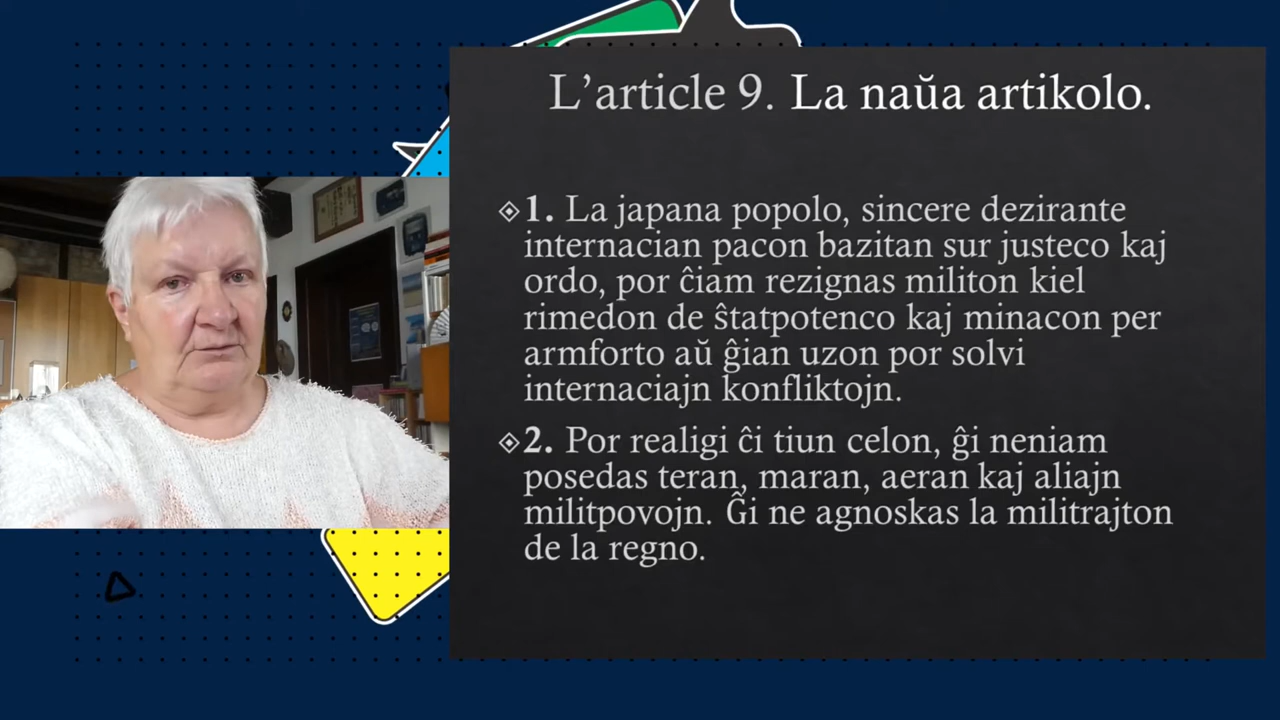 L'article 9. La naŭa artikolo.
1. La japana popolo, sincere dezirante
internacian pacon bazitan sur justeco kaj
ordo, por ĉiam rezignas militon kiel
rimedon de ŝtatpotenco kaj minacon per
armforto aŭ ĝian uzon por solvi
internaciajn konfliktojn.
2. Por realigi ĉi tiun celon, ĝi neniam
posedas teran, maran, aeran kaj aliajn
militpovojn. Ĝi ne agnoskas la militrajton
de la regno.